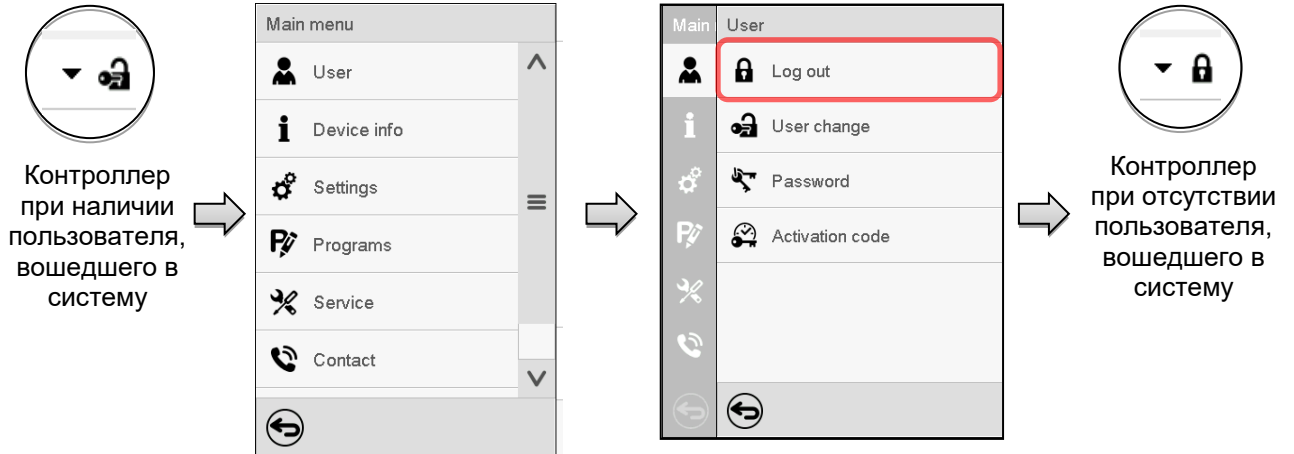 Контроллер
при наличии
пользователя,
вошедшего в
систему
Main menu
User
Device info
Settings
Programs
Service
Contact
Main
User
Log out
User change
Password
Activation code
Контроллер
при отсутствии
пользователя,
вошедшего в
систему